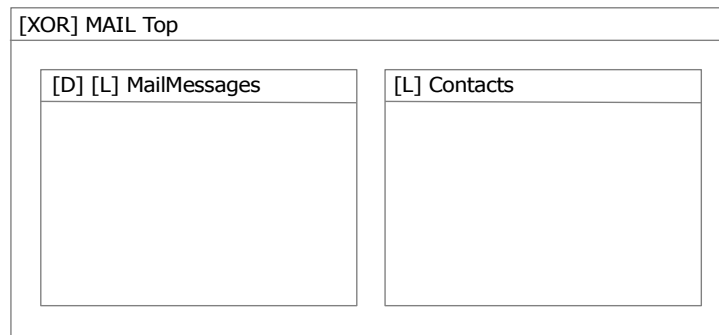 [XOR] MAIL Top
[D] [L] MailMessages
[L] Contacts